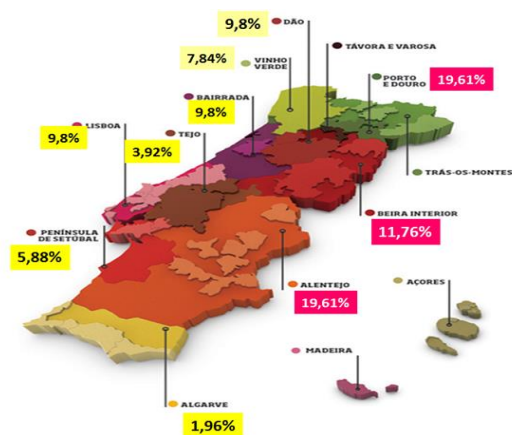 9,8%
DÃO
TÁVORA E VAROSA
7,84%
VINHO
VERDE
PORTO
E DOURO
19,61%
BAIRRADA
9,8%
LISBOA
9,8%
TEJO
3,92%
TRÁS-OS-MONTES
BEIRA INTERIOR
11,76%
PENÍNSULA
DE SETÚBAL
5,88%
ALENTEJO
19,61%
AÇORES
MADEIRA
ALGARVE
1,96%